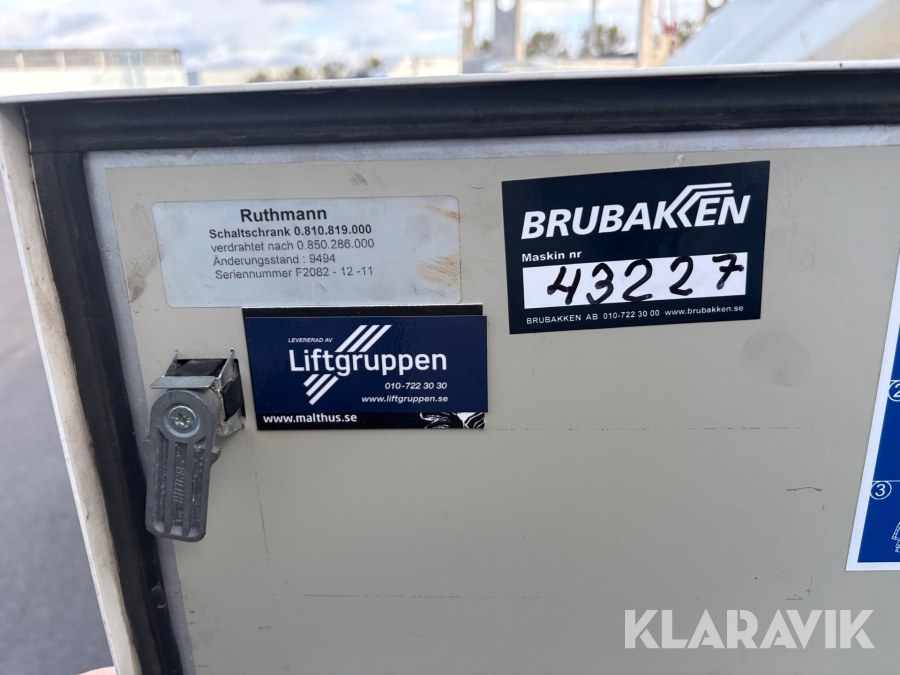 Ruthmann
Schaltschrank 0.810.819.000
verdrahtet nach 0.850.286.000
Änderungsstand : 9494
Seriennummer F2082 - 12 -11
BRUBAKKEN
Maskin nr
43227
BRUBAKKEN AB 010-722 30 00 www.brubakken.se
LEVERERAD AV
Liftgruppen
010-722 30 30
www.liftgruppen.se
www.malthus.se
2
3
KLARAVIK